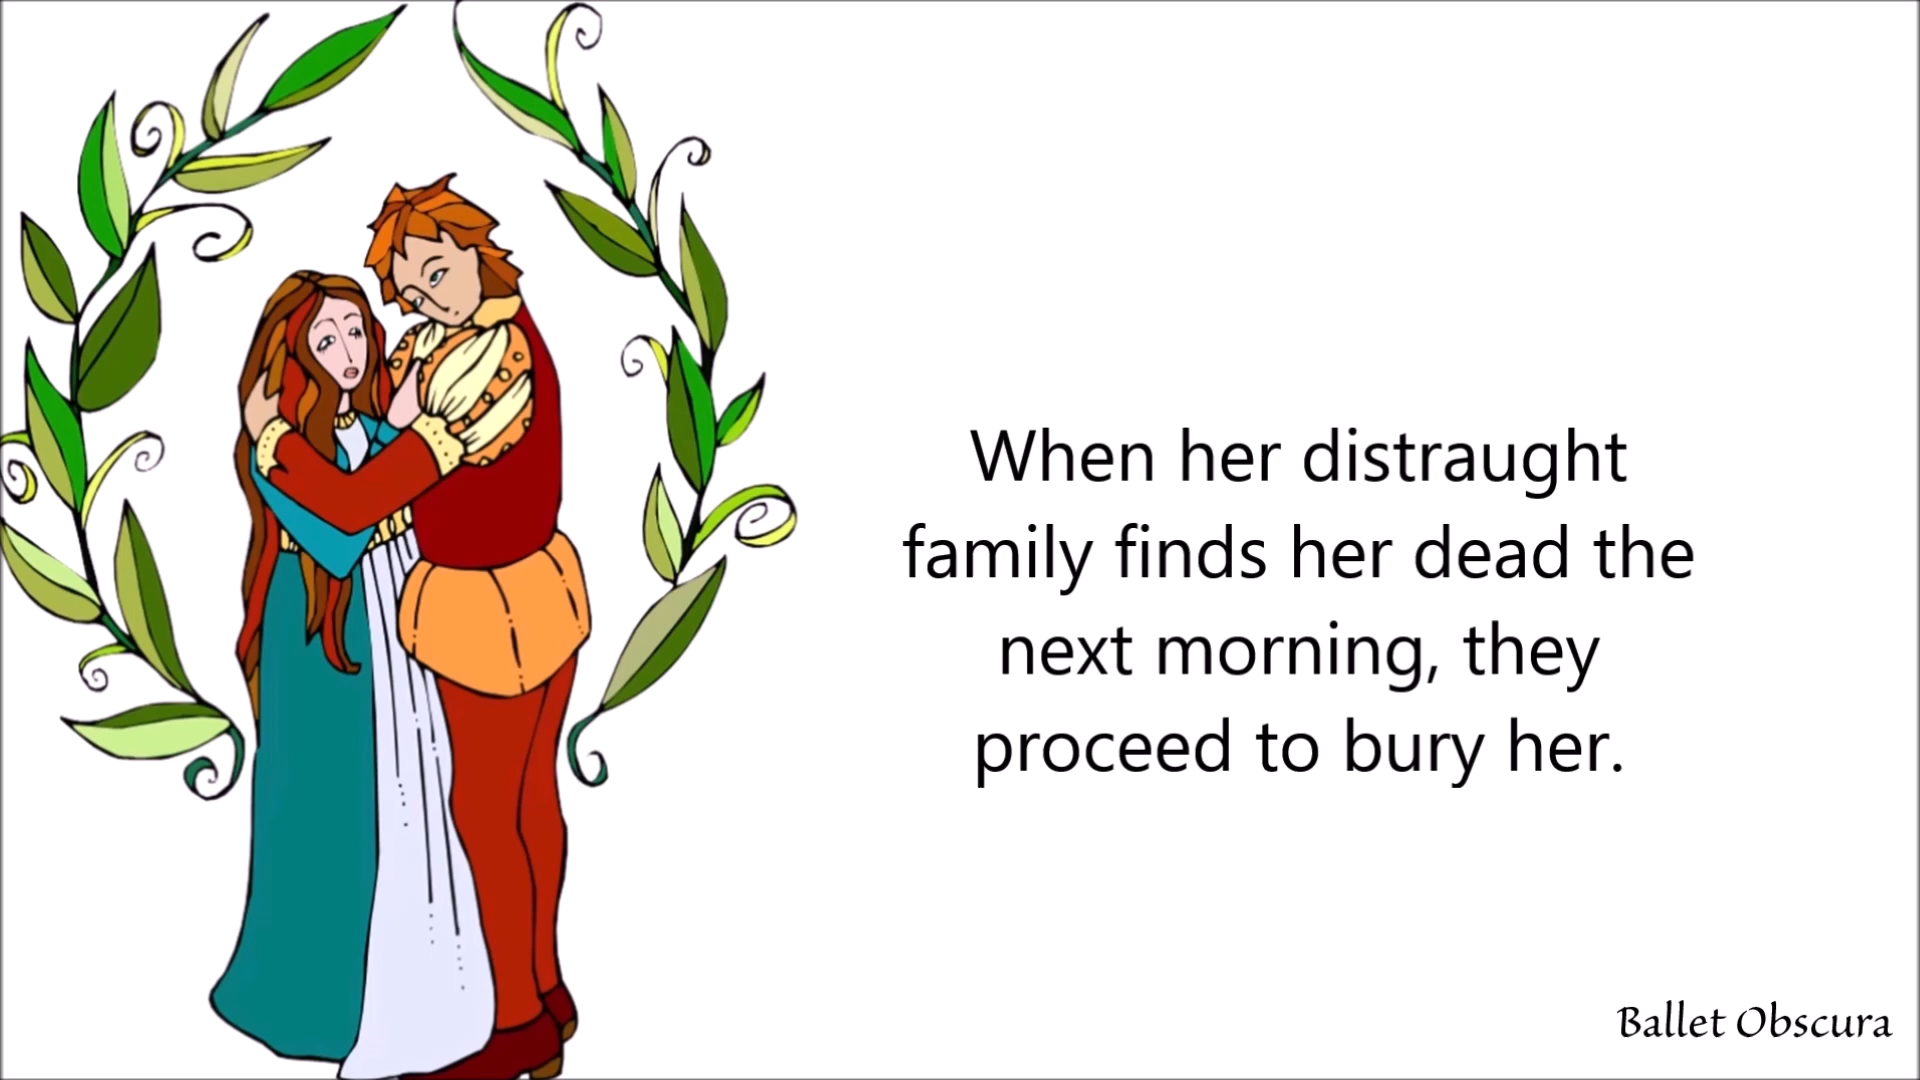 When her distraught
family finds her dead the
next morning, they
proceed to bury her.
Ballet Obscura